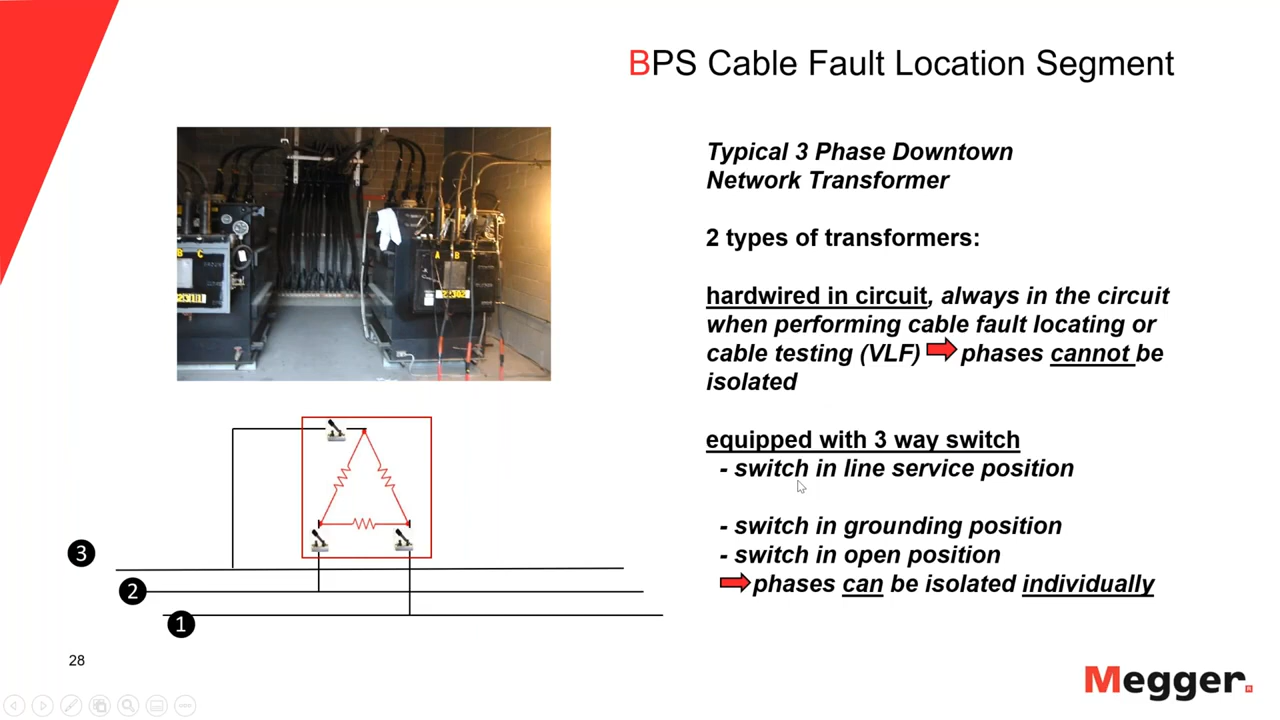 BPS Cable Fault Location Segment
Typical 3 Phase Downtown
Network Transformer
2 types of transformers:
hardwired in circuit, always in the circuit
when performing cable fault locating or
cable testing (VLF) phases cannot be
isolated
equipped with 3 way switch
- switch in line service position
- switch in grounding position
- switch in open position
phases can be isolated individually
B C
A B C
3
2
1
28
Megger